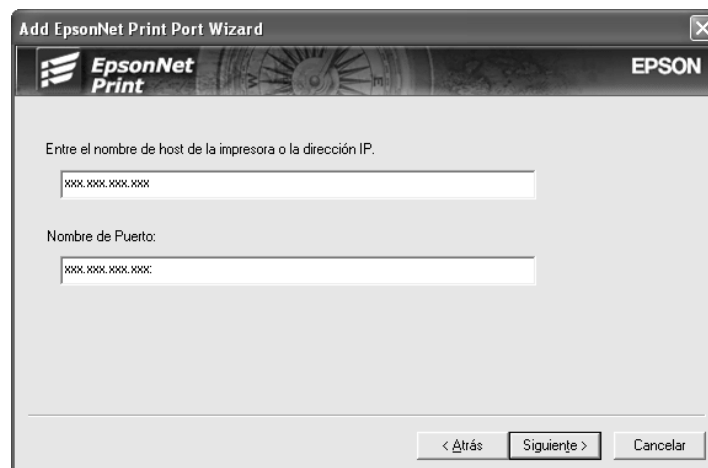 Add EpsonNet Print Port Wizard
EpsonNet
Print
EPSON
W
E
Entre el nombre de host de la impresora o la dirección IP.
xxx.xxx.xxx.xxx
Nombre de Puerto:
xxx.xxx.xxx.xxx:
< Atrás Siguiente > Cancelar